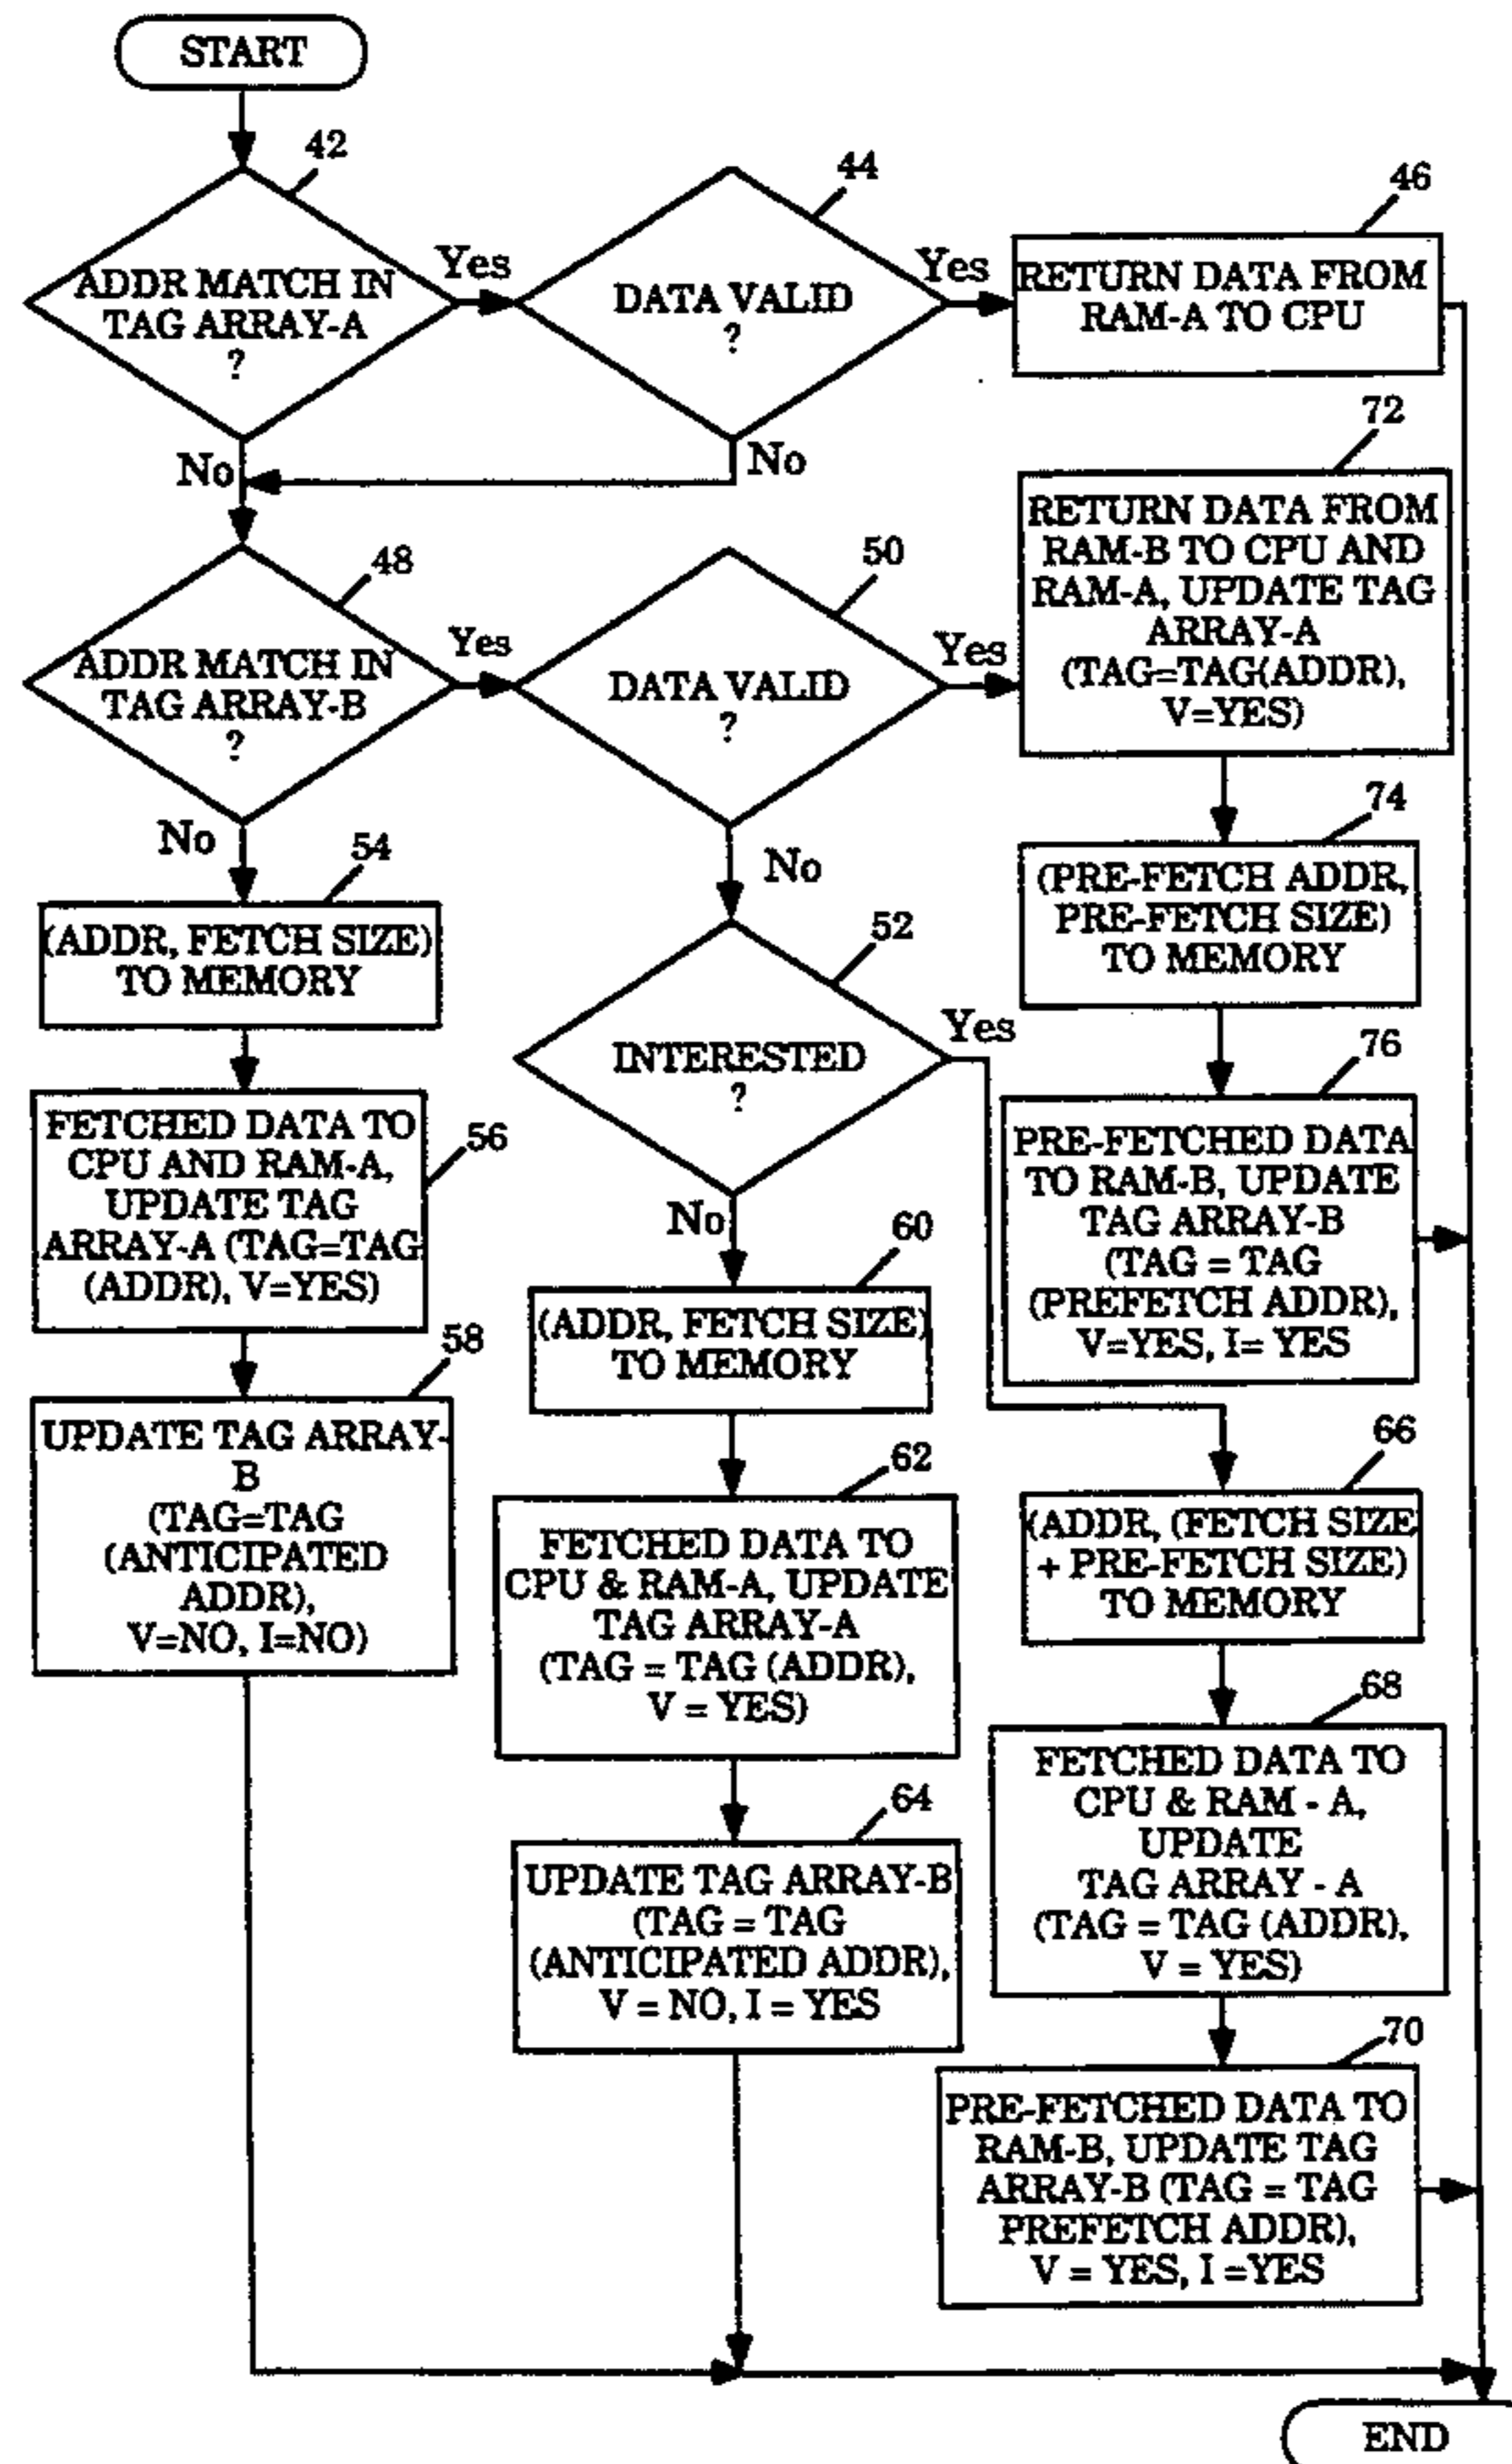 START
42
ADDR MATCH IN
TAG ARRAY-A
?
Yes
No
44
DATA VALID
?
Yes
No
46
RETURN DATA FROM
RAM-A TO CPU
48
ADDR MATCH IN
TAG ARRAY-B
?
Yes
No
50
DATA VALID
?
Yes
No
72
RETURN DATA FROM
RAM-B TO CPU AND
RAM-A, UPDATE TAG
ARRAY-A
(TAG=TAG(ADDR),
V=YES)
74
(PRE-FETCH ADDR,
PRE-FETCH SIZE)
TO MEMORY
76
PRE-FETCHED DATA
TO RAM-B, UPDATE
TAG ARRAY-B
(TAG = TAG
(PREFETCH ADDR),
V=YES, I= YES
54
(ADDR, FETCH SIZE)
TO MEMORY
56
FETCHED DATA TO
CPU AND RAM-A,
UPDATE TAG
ARRAY-A (TAG=TAG
(ADDR), V=YES)
58
UPDATE TAG ARRAY-
B
(TAG=TAG
(ANTICIPATED
ADDR),
V=NO, I=NO)
52
INTERESTED
?
Yes
No
60
(ADDR, FETCH SIZE)
TO MEMORY
62
FETCHED DATA TO
CPU & RAM-A, UPDATE
TAG ARRAY-A
(TAG = TAG (ADDR),
V = YES)
64
UPDATE TAG ARRAY-B
(TAG = TAG
(ANTICIPATED ADDR),
V = NO, I = YES
66
(ADDR, (FETCH SIZE
+ PRE-FETCH SIZE)
TO MEMORY
68
FETCHED DATA TO
CPU & RAM - A,
UPDATE
TAG ARRAY - A
(TAG = TAG (ADDR),
V = YES)
70
PRE-FETCHED DATA TO
RAM-B, UPDATE TAG
ARRAY-B (TAG = TAG
PREFETCH ADDR),
V = YES, I =YES
END